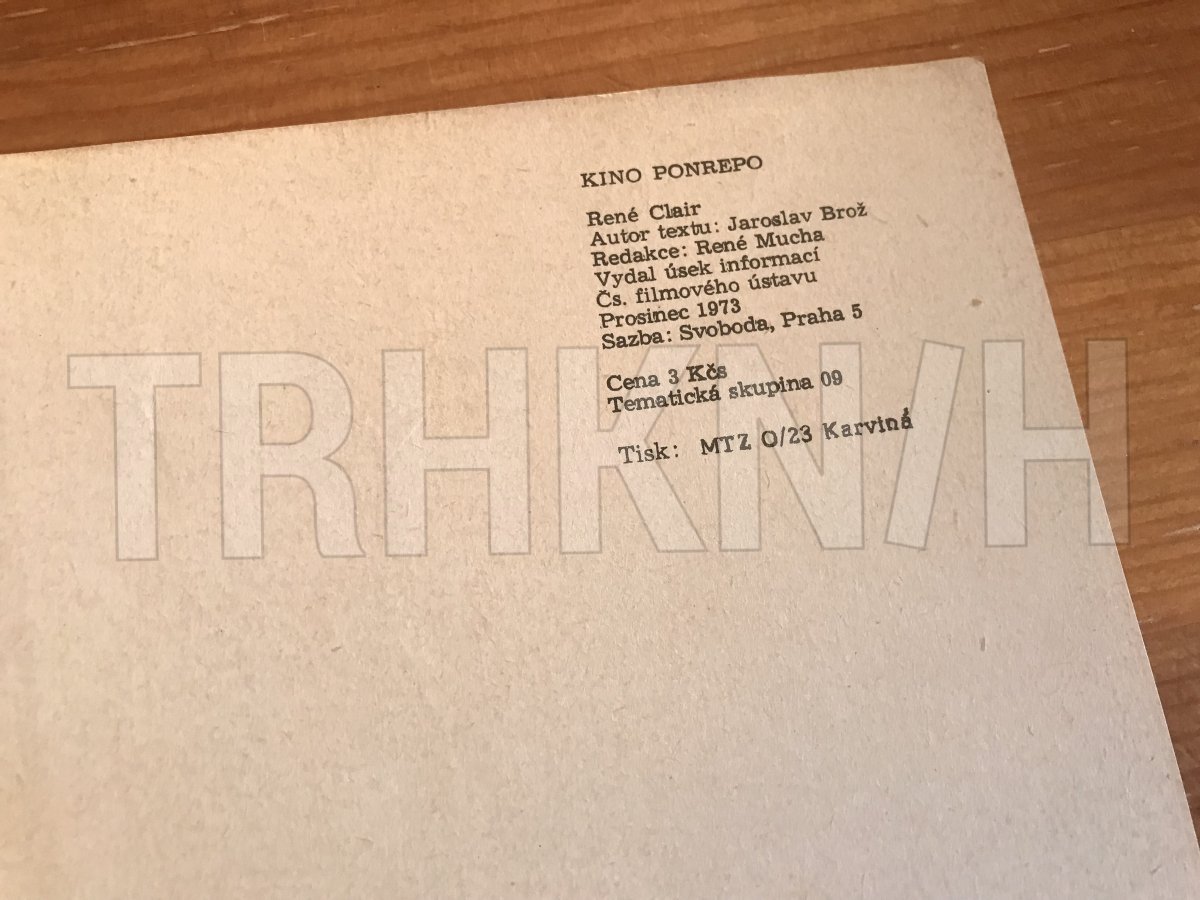 KINO PONREPO
René Clair
Autor textu: Jaroslav Brož
Redakce: René Mucha
Vydal úsek informací
Čs. filmového ústavu
Prosinec 1973
Sazba: Svoboda, Praha 5
Cena 3 Kčs
Tematická skupina 09
Tisk: MTZ O/23 Karviná
TRHKN/H